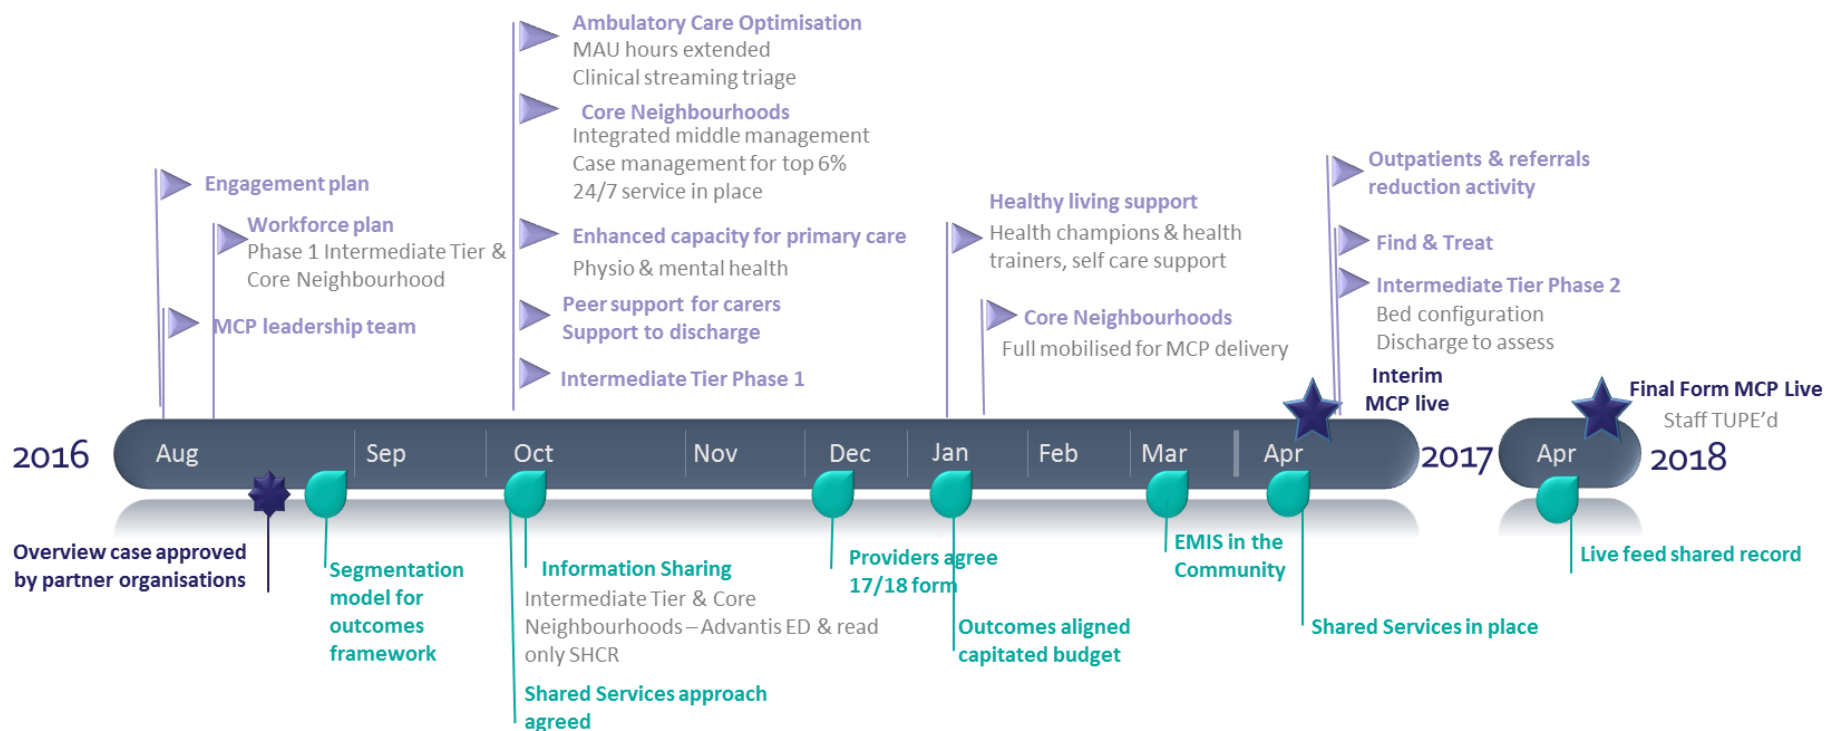 Engagement plan
Workforce plan
Phase 1 Intermediate Tier &
Core Neighbourhood
MCP leadership team
Ambulatory Care Optimisation
MAU hours extended
Clinical streaming triage
Core Neighbourhoods
Integrated middle management
Case management for top 6%
24/7 service in place
Enhanced capacity for primary care
Physio & mental health
Peer support for carers
Support to discharge
Intermediate Tier Phase 1
Healthy living support
Health champions & health
trainers, self care support
Core Neighbourhoods
Full mobilised for MCP delivery
Outpatients & referrals
reduction activity
Find & Treat
Intermediate Tier Phase 2
Bed configuration
Discharge to assess
Interim
MCP live
Final Form MCP Live
Staff TUPE’d
2016
Aug
Sep
Oct
Nov
Dec
Jan
Feb
Mar
Apr
2017
Apr
2018
Overview case approved
by partner organisations
Segmentation
model for
outcomes
framework
Information Sharing
Intermediate Tier & Core
Neighbourhoods – Advantis ED & read
only SHCR
Shared Services approach
agreed
Providers agree
17/18 form
Outcomes aligned
capitated budget
EMIS in the
Community
Shared Services in place
Live feed shared record